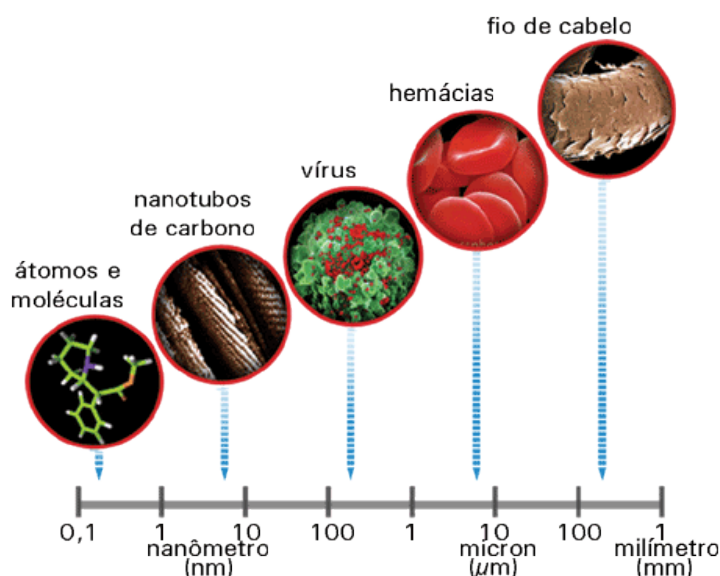 fio de cabelo
hemácias
vírus
nanotubos
de carbono
átomos e
moléculas
0,1 1 10 100 1 10 100 1
nanômetro mícron milímetro
(nm) (μm) (mm)